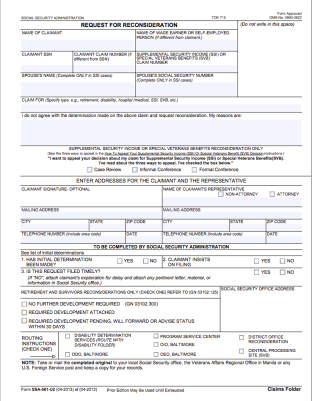 Form Approved
SOCIAL SECURITY ADMINISTRATION TOE 710 OMB No. 0960-0622
REQUEST FOR RECONSIDERATION (Do not write in this space)
NAME OF CLAIMANT NAME OF WAGE EARNER OR SELF-EMPLOYED
PERSON (If different from claimant.)
CLAIMANT SSN CLAIMANT CLAIM NUMBER (if SUPPLEMENTAL SECURITY INCOME (SSI) OR
different from SSN) SPECIAL VETERANS BENEFITS (SVB)
CLAIM NUMBER
SPOUSE'S NAME (Complete ONLY in SSI cases) SPOUSE'S SOCIAL SECURITY NUMBER
(Complete ONLY in SSI cases)
CLAIM FOR (Specify type, e.g., retirement, disability, hospital/medical, SSI, SVB, etc.)
I do not agree with the determination made on the above claim and request reconsideration. My reasons are:
SUPPLEMENTAL SECURITY INCOME OR SPECIAL VETERANS BENEFITS RECONSIDERATION ONLY
(See the three ways to appeal in the How To Appeal Your Supplemental Security Income (SSI) Or Special Veterans Benefit (SVB) Decision instructions.)
"I want to appeal your decision about my claim for Supplemental Security Income (SSI) or Special Veterans Benefits(SVB).
I've read about the three ways to appeal. I've checked the box below."
Case Review Informal Conference Formal Conference
ENTER ADDRESSES FOR THE CLAIMANT AND THE REPRESENTATIVE
CLAIMANT SIGNATURE- OPTIONAL NAME OF CLAIMANT'S REPRESENTATIVE
NON-ATTORNEY ATTORNEY
MAILING ADDRESS MAILING ADDRESS
CITY STATE ZIP CODE CITY STATE ZIP CODE
TELEPHONE NUMBER (Include area code) DATE TELEPHONE NUMBER (Include area code) DATE
TO BE COMPLETED BY SOCIAL SECURITY ADMINISTRATION
See list of initial determinations
1. HAS INITIAL DETERMINATION YES NO 2. CLAIMANT INSISTS YES NO
BEEN MADE? ON FILING
3. IS THIS REQUEST FILED TIMELY? YES NO
(If "NO", attach claimant's explanation for delay and attach any pertinent letter, material, or
information in Social Security office.)
RETIREMENT AND SURVIVORS RECONSIDERATIONS ONLY (CHECK ONE) REFER TO (GN 03102.125) SOCIAL SECURITY OFFICE ADDRESS
NO FURTHER DEVELOPMENT REQUIRED (GN 03102.300)
REQUIRED DEVELOPMENT ATTACHED
REQUIRED DEVELOPMENT PENDING, WILL FORWARD OR ADVISE STATUS
WITHIN 30 DAYS
ROUTING INSTRUCTIONS (CHECK ONE)
DISABILITY DETERMINATION SERVICES (ROUTE WITH DISABILITY FOLDER)
PROGRAM SERVICE CENTER
DISTRICT OFFICE RECONSIDERATION
OIO, BALTIMORE
ODO, BALTIMORE
OEO, BALTIMORE
CENTRAL PROCESSING SITE (SVB)
NOTE: Take or mail the completed original to your local Social Security office, the Veterans Affairs Regional Office in Manila or any
U.S. Foreign Service post and keep a copy for your records.
Form SSA-561-U2 (04-2013) ef (04-2013) Prior Edition May Be Used Until Exhausted Claims Folder